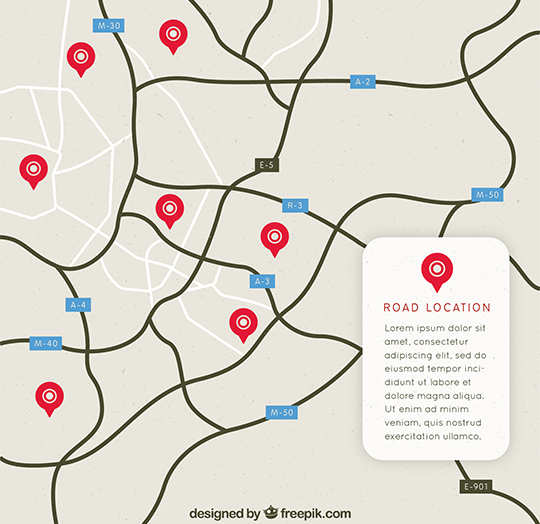 M-30
A-2
E-5
M-50
R-3
A-3
A-4
M-40
M-50
ROAD LOCATION
Lorem ipsum dolor sit
amet, consectetur
adipiscing elit, sed do
eiusmod tempor inci-
didunt ut labore et
dolore magna aliqua.
Ut enim ad minim
veniam, quis nostrud
exercitation ullamco.
E-901
designed by freepik.com